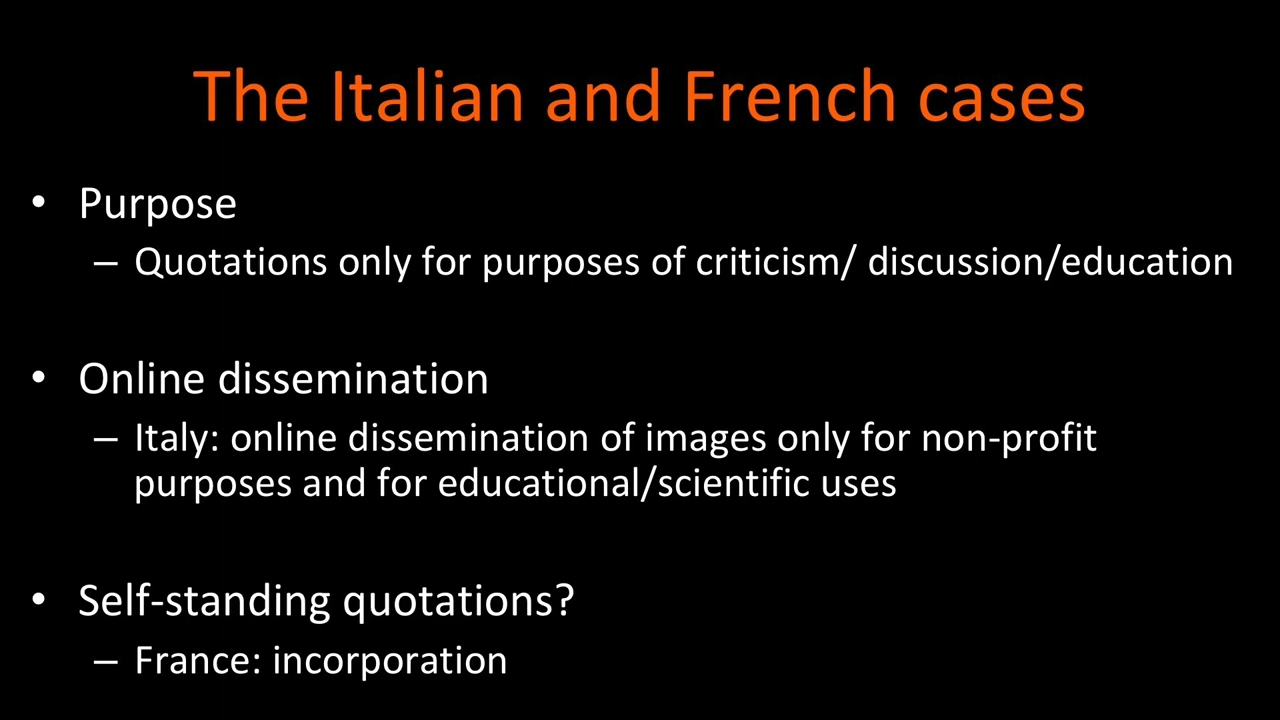 The Italian and French cases
• Purpose
– Quotations only for purposes of criticism/ discussion/education
• Online dissemination
– Italy: online dissemination of images only for non-profit
purposes and for educational/scientific uses
• Self-standing quotations?
– France: incorporation